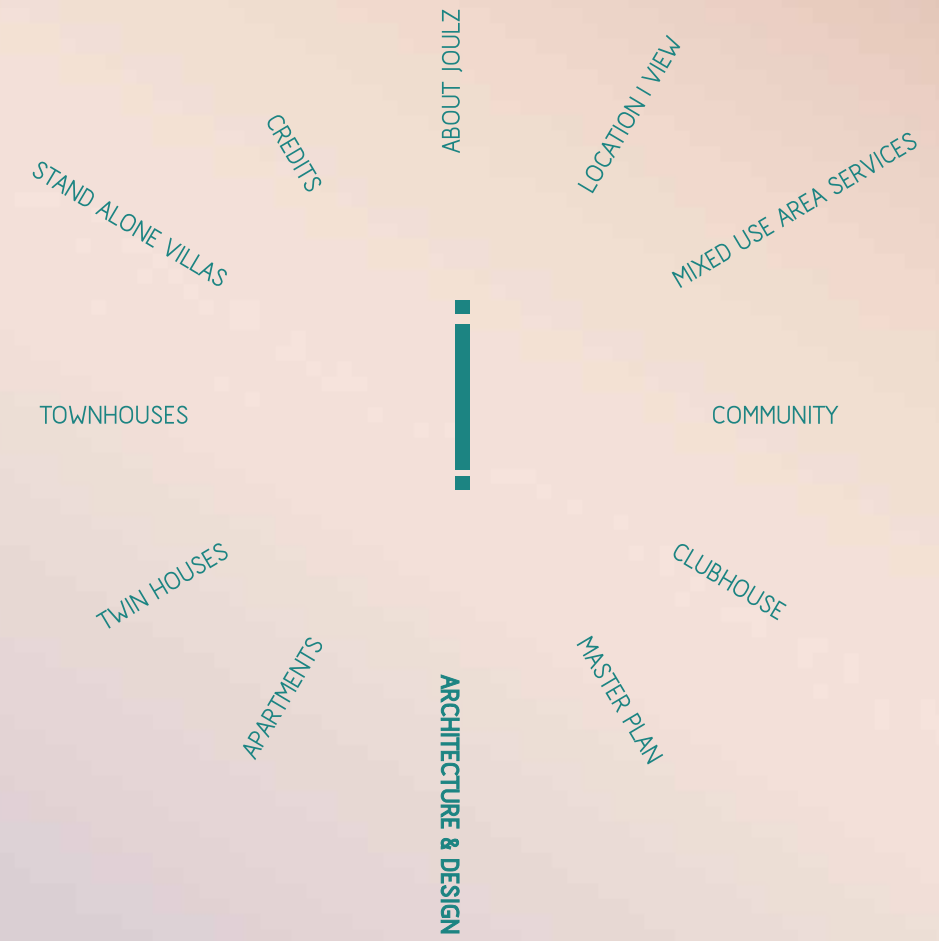 ABOUT JOULZ
LOCATION | VIEW
MIXED USE AREA SERVICES
COMMUNITY
CLUBHOUSE
MASTER PLAN
ARCHITECTURE & DESIGN
APARTMENTS
TWIN HOUSES
TOWNHOUSES
STAND ALONE VILLAS
CREDITS